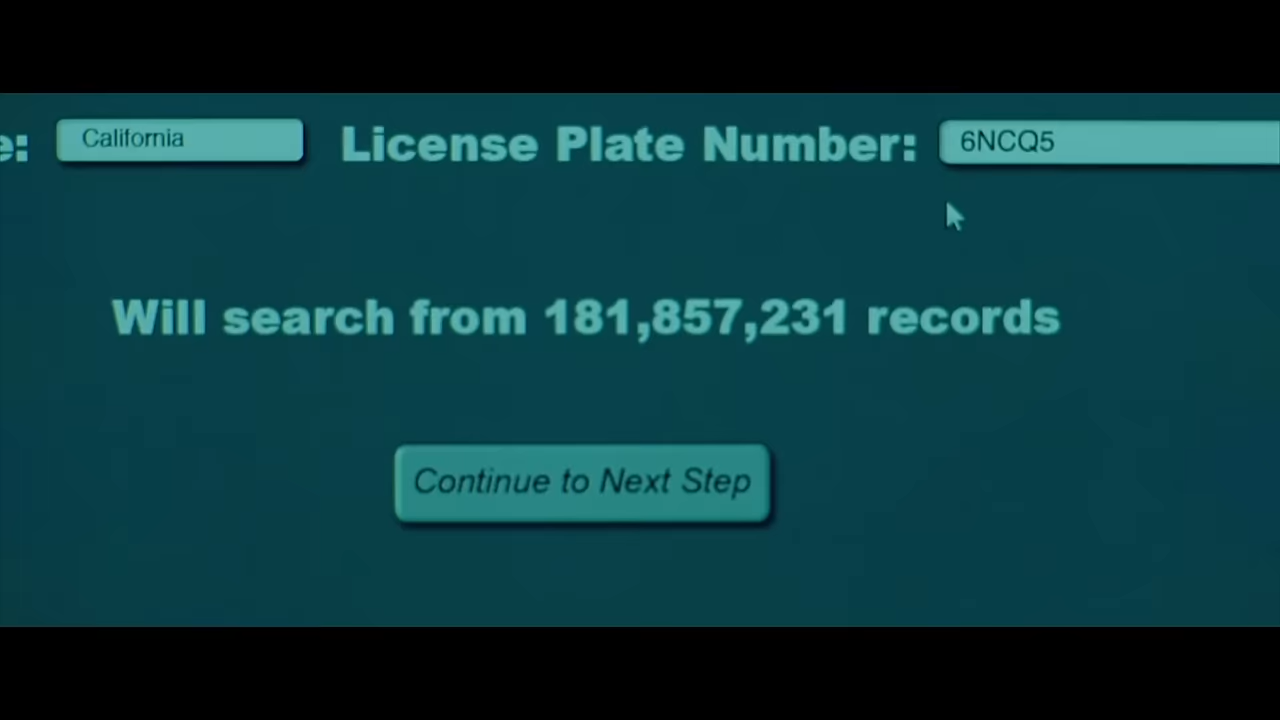 e: California License Plate Number: 6NCQ5
Will search from 181,857,231 records
Continue to Next Step